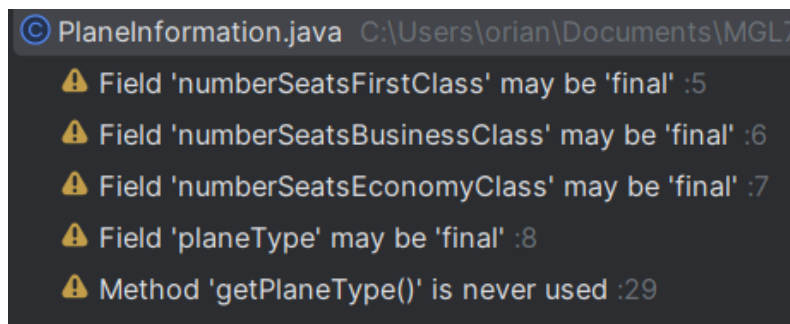 PlaneInformation.java C:\Users\orian\Documents\MGL7
Field 'numberSeatsFirstClass' may be 'final' :5
Field 'numberSeatsBusinessClass' may be 'final' :6
Field 'numberSeatsEconomyClass' may be 'final' :7
Field 'planeType' may be 'final' :8
Method 'getPlaneType()' is never used :29